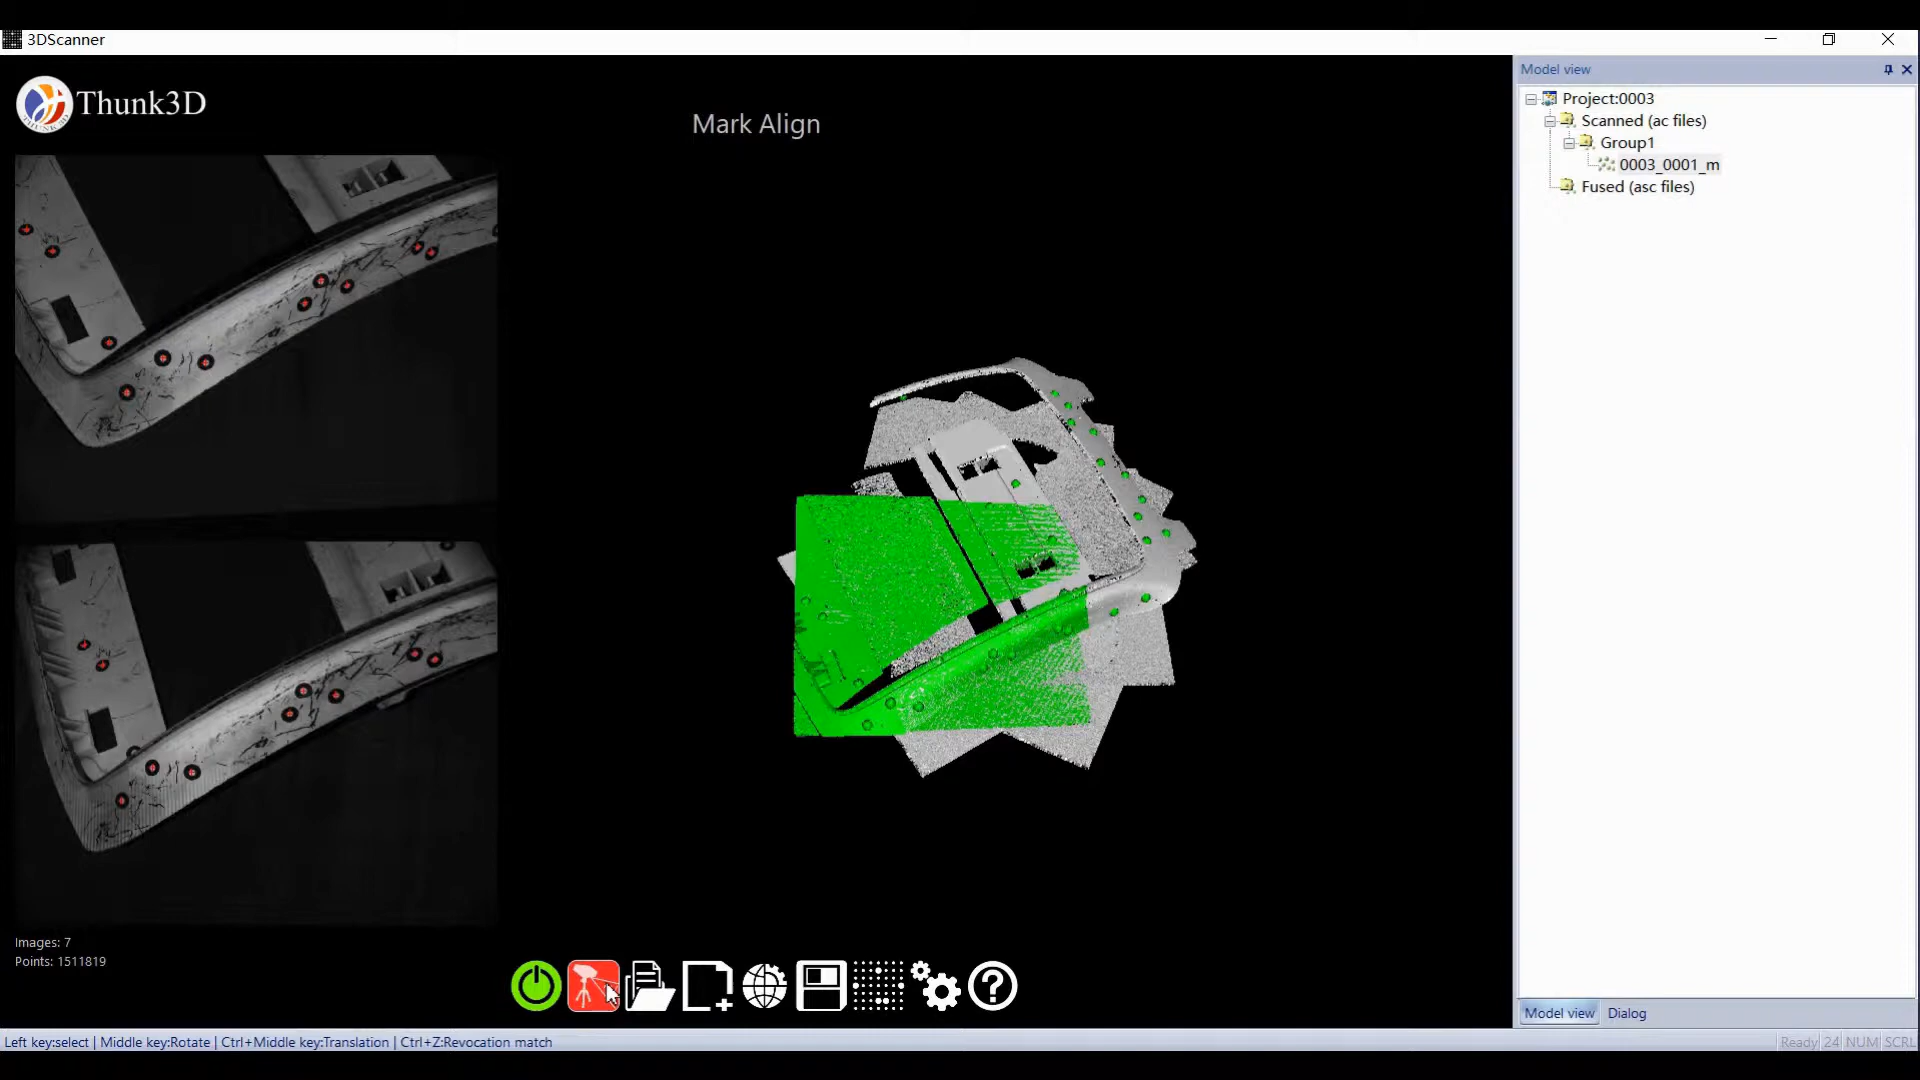 3DScanner
Thunk3D
Mark Align
Images: 7
Points: 1511819
Left key:select | Middle key:Rotate | Ctrl+Middle key:Translation | Ctrl+Z:Revocation match
Model view
Project:0003
Scanned (ac files)
Group1
0003_0001_m
Fused (asc files)
Model view
Dialog
Ready 24 NUM SCRL